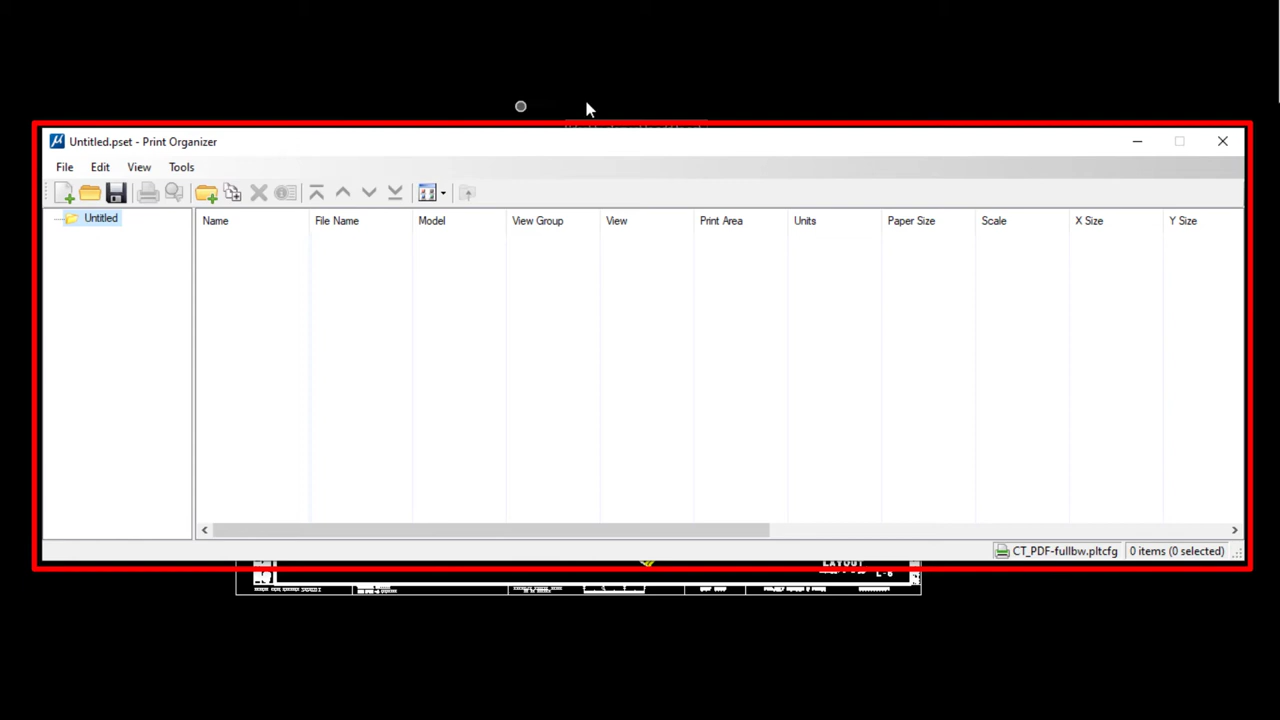 Untitled.pset - Print Organizer
File Edit View Tools
Untitled
Name File Name Model View Group View Print Area Units Paper Size Scale X Size Y Size
CT_PDF-fullbw.pltcfg 0 items (0 selected)
LAYOUT
L-6